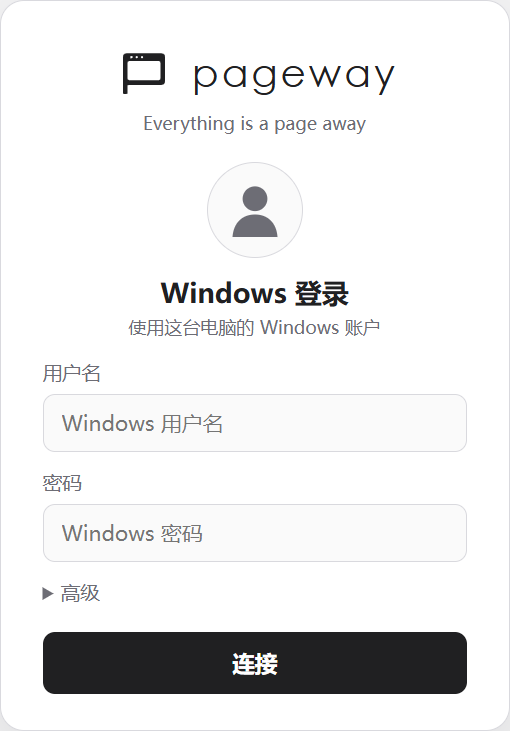 pageway
Everything is a page away
Windows 登录
使用这台电脑的 Windows 账户
用户名
Windows 用户名
密码
Windows 密码
高级
连接